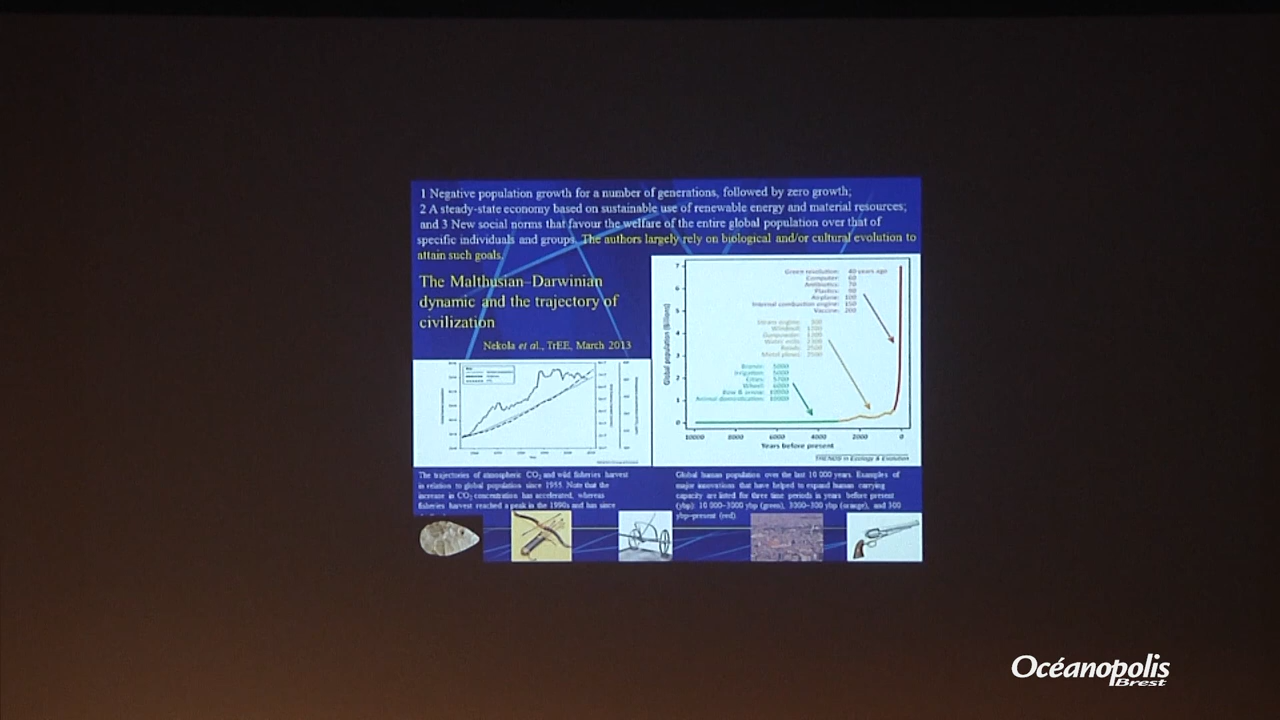 1 Negative population growth for a number of generations, followed by zero growth;
2 A steady-state economy based on sustainable use of renewable energy and material resources;
and 3 New social norms that favour the welfare of the entire global population over that of
specific individuals and groups. The authors largely rely on biological and/or cultural evolution to
attain such goals.
The Malthusian–Darwinian
dynamic and the trajectory of
civilization
Nekola et al., TrEE, March 2013
Global population (Billions)
7
6
5
4
3
2
1
0
Green revolution: 40 years ago
Computer: 60
Antibiotics: 70
Plastics: 90
Airplane: 100
Internal combustion engine: 150
Vaccine: 200
Steam engine: 300
Windmill: 1200
Gunpowder: 1200
Water mills: 2300
Roads: 2500
Metal plows: 2500
Bronze: 5000
Irrigation: 5000
Cities: 5700
Wheel: 6000
Bow & arrow: 10000
Animal domestication: 10000
10000 8000 6000 4000 2000 0
Years before present
TRENDS in Ecology & Evolution
The trajectories of atmospheric CO2 and wild fisheries harvest
in relation to global population since 1955. Note that the
increase in CO2 concentration has accelerated, whereas
fisheries harvest reached a peak in the 1990s and has since
Global human population over the last 10 000 years. Examples of
major innovations that have helped to expand human carrying
capacity are listed for three time periods in years before present
(ybp): 10 000–3000 ybp (green), 3000–300 ybp (orange), and 300
ybp–present (red).
Océanopolis
Brest